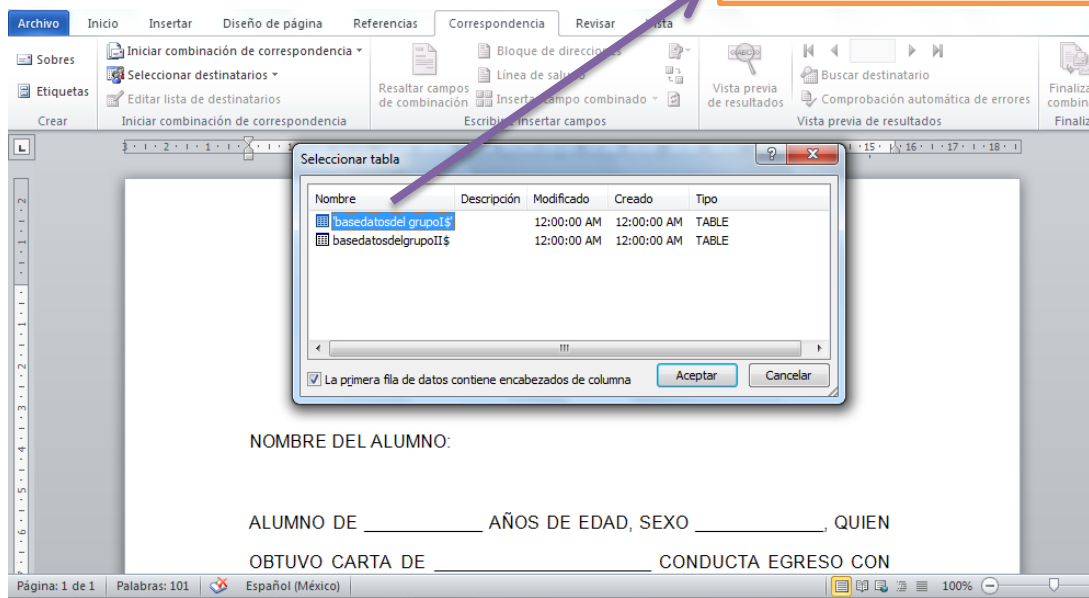 Archivo Inicio Insertar Diseño de página Referencias Correspondencia Revisar Vista
Sobres
Etiquetas
Crear
Iniciar combinación de correspondencia
Seleccionar destinatarios
Editar lista de destinatarios
Iniciar combinación de correspondencia
Resaltar campos
de combinación
Bloque de direcciones
Línea de saludo
Insertar campo combinado
Escribir e insertar campos
«ABC»
Vista previa
de resultados
Buscar destinatario
Comprobación automática de errores
Vista previa de resultados
Finaliza
combin
Finaliz
Seleccionar tabla
Nombre Descripción Modificado Creado Tipo
'basedatosdel grupoI$' 12:00:00 AM 12:00:00 AM TABLE
basedatosdelgrupoII$ 12:00:00 AM 12:00:00 AM TABLE
La primera fila de datos contiene encabezados de columna Aceptar Cancelar
NOMBRE DEL ALUMNO:
ALUMNO DE ____________ AÑOS DE EDAD, SEXO _____________, QUIEN
OBTUVO CARTA DE ______________________ CONDUCTA EGRESO CON
Página: 1 de 1 Palabras: 101 Español (México) 100%